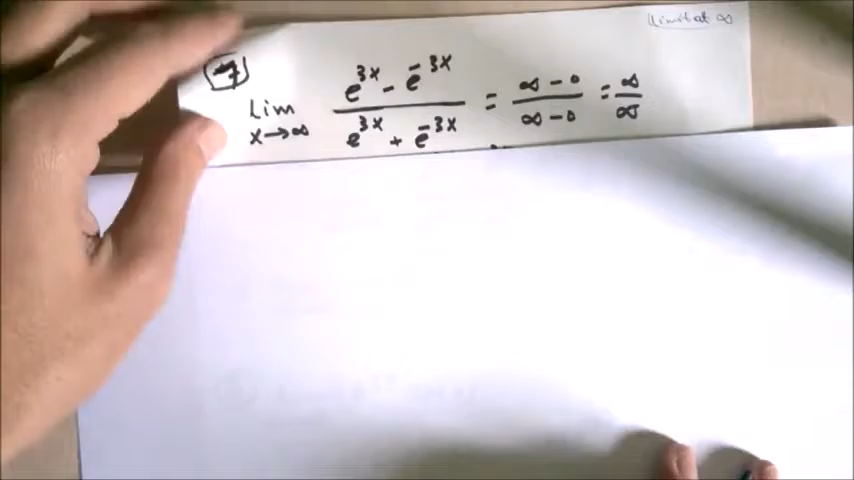 Limit at ∞
7
lim x→∞ (e^3x - e^-3x)/(e^3x + e^-3x) = (∞ - 0)/(∞ - 0) = ∞/∞